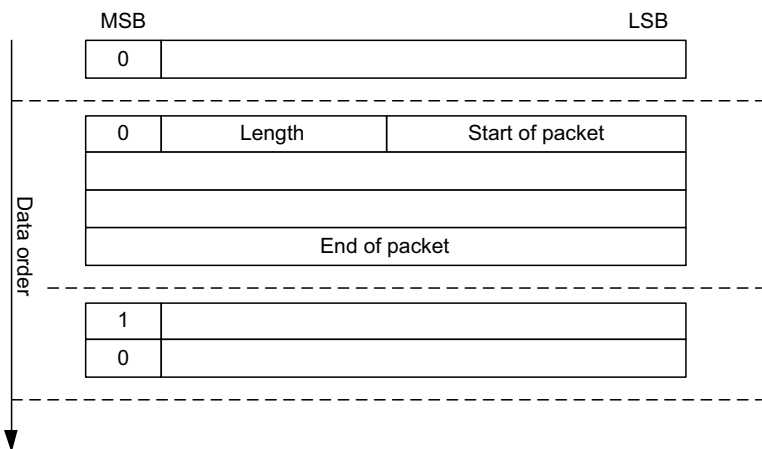 MSB LSB
0
0 Length Start of packet
End of packet
1
0
Data order